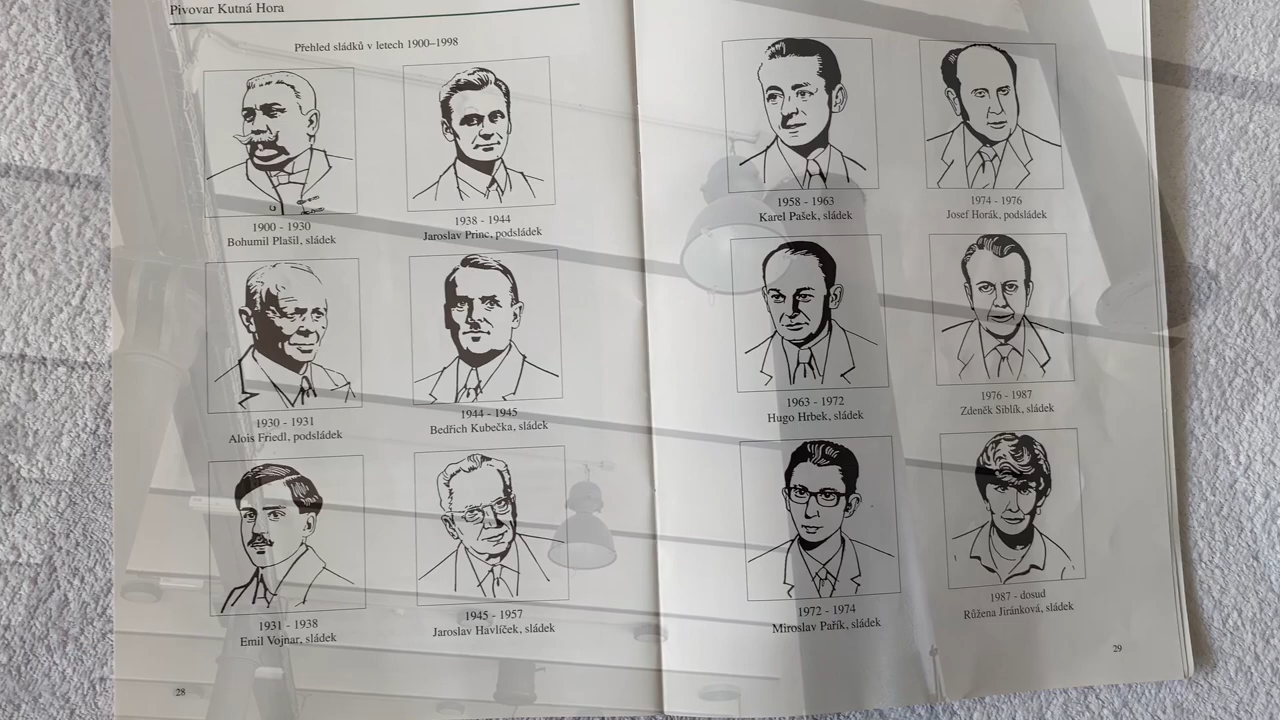 Pivovar Kutná Hora
Přehled sládků v letech 1900–1998
1900 - 1930
Bohumil Plašil, sládek
1930 - 1931
Alois Friedl, podsládek
1931 - 1938
Emil Vojnar, sládek
1938 - 1944
Jaroslav Princ, podsládek
1944 - 1945
Bedřich Kubečka, sládek
1945 - 1957
Jaroslav Havlíček, sládek
28
1958 - 1963
Karel Pašek, sládek
1963 - 1972
Hugo Hrbek, sládek
1972 - 1974
Miroslav Pařík, sládek
1974 - 1976
Josef Horák, podsládek
1976 - 1987
Zdeněk Siblík, sládek
1987 - dosud
Růžena Jiránková, sládek
29